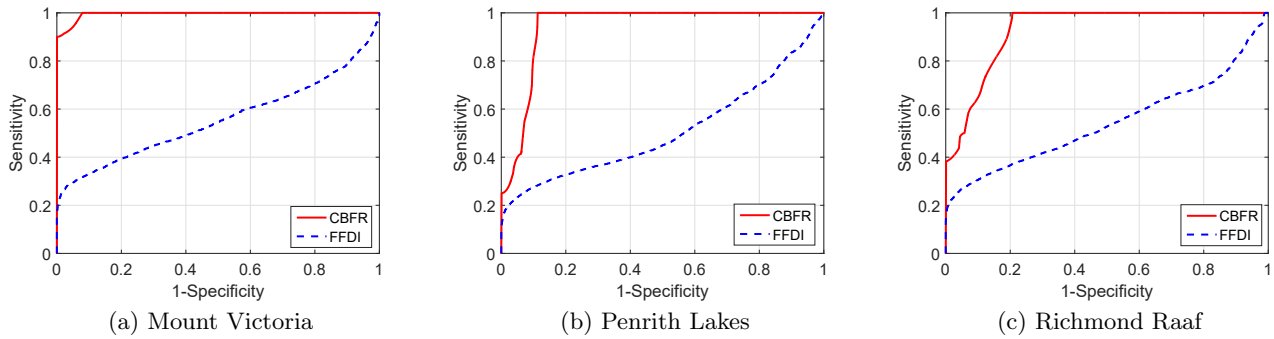 1
0.8
0.6
0.4
0.2
0
Sensitivity
0 0.2 0.4 0.6 0.8 1
1-Specificity
CBFR
FFDI
(a) Mount Victoria
1
0.8
0.6
0.4
0.2
0
Sensitivity
0 0.2 0.4 0.6 0.8 1
1-Specificity
CBFR
FFDI
(b) Penrith Lakes
1
0.8
0.6
0.4
0.2
0
Sensitivity
0 0.2 0.4 0.6 0.8 1
1-Specificity
CBFR
FFDI
(c) Richmond Raaf